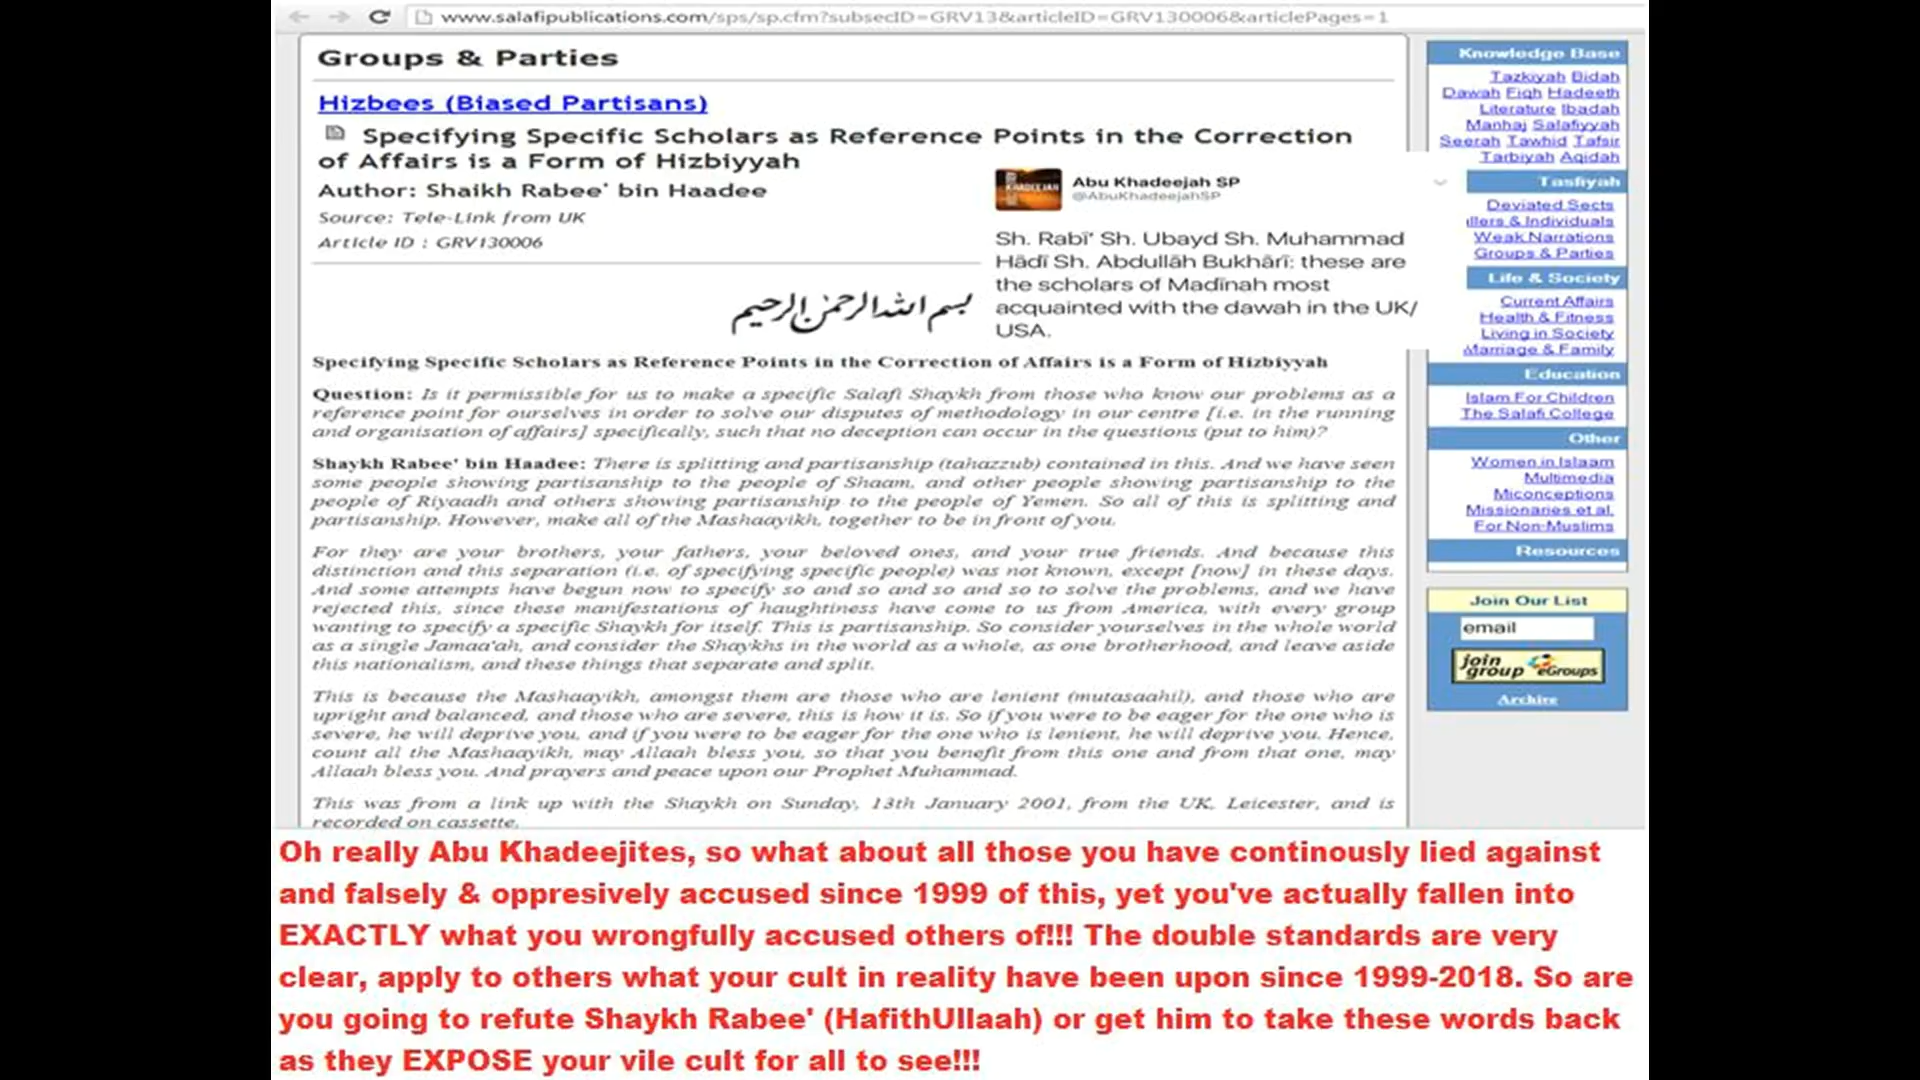 www.salafipublications.com/sps/sp.cfm?subsecID=GRV13&articleID=GRV130006&articlePages=1
Groups & Parties
Hizbees (Biased Partisans)
Specifying Specific Scholars as Reference Points in the Correction
of Affairs is a Form of Hizbiyyah
Author: Shaikh Rabee' bin Haadee
Source: Tele-Link from UK
Article ID : GRV130006
بسم الله الرحمن الرحيم
KHADEEJAH
Abu Khadeejah SP
@AbuKhadeejahSP
Sh. Rabī' Sh. Ubayd Sh. Muhammad
Hādī Sh. Abdullāh Bukhārī: these are
the scholars of Madīnah most
acquainted with the dawah in the UK/
USA.
Specifying Specific Scholars as Reference Points in the Correction of Affairs is a Form of Hizbiyyah
Question: Is it permissible for us to make a specific Salafi Shaykh from those who know our problems as a
reference point for ourselves in order to solve our disputes of methodology in our centre [i.e. in the running
and organisation of affairs] specifically, such that no deception can occur in the questions (put to him)?
Shaykh Rabee' bin Haadee: There is splitting and partisanship (tahazzub) contained in this. And we have seen
some people showing partisanship to the people of Shaam, and other people showing partisanship to the
people of Riyaadh and others showing partisanship to the people of Yemen. So all of this is splitting and
partisanship. However, make all of the Mashaayikh, together to be in front of you.
For they are your brothers, your fathers, your beloved ones, and your true friends. And because this
distinction and this separation (i.e. of specifying specific people) was not known, except [now] in these days.
And some attempts have begun now to specify so and so and so and so to solve the problems, and we have
rejected this, since these manifestations of haughtiness have come to us from America, with every group
wanting to specify a specific Shaykh for itself. This is partisanship. So consider yourselves in the whole world
as a single Jamaa'ah, and consider the Shaykhs in the world as a whole, as one brotherhood, and leave aside
this nationalism, and these things that separate and split.
This is because the Mashaayikh, amongst them are those who are lenient (mutasaahil), and those who are
upright and balanced, and those who are severe, this is how it is. So if you were to be eager for the one who is
severe, he will deprive you, and if you were to be eager for the one who is lenient, he will deprive you. Hence,
count all the Mashaayikh, may Allaah bless you, so that you benefit from this one and from that one, may
Allaah bless you. And prayers and peace upon our Prophet Muhammad.
This was from a link up with the Shaykh on Sunday, 13th January 2001, from the UK, Leicester, and is
recorded on cassette.
Knowledge Base
Tazkiyah Bidah
Dawah Fiqh Hadeeth
Literature Ibadah
Manhaj Salafiyyah
Seerah Tawhid Tafsir
Tarbiyah Aqidah
Tasfiyah
Deviated Sects
llers & Individuals
Weak Narrations
Groups & Parties
Life & Society
Current Affairs
Health & Fitness
Living in Society
Marriage & Family
Education
Islam For Children
The Salafi College
Other
Women in Islaam
Multimedia
Miconceptions
Missionaries et al.
For Non-Muslims
Resources
Join Our List
email
join
group eGroups
Archive
Oh really Abu Khadeejites, so what about all those you have continously lied against
and falsely & oppresively accused since 1999 of this, yet you've actually fallen into
EXACTLY what you wrongfully accused others of!!! The double standards are very
clear, apply to others what your cult in reality have been upon since 1999-2018. So are
you going to refute Shaykh Rabee' (HafithUllaah) or get him to take these words back
as they EXPOSE your vile cult for all to see!!!